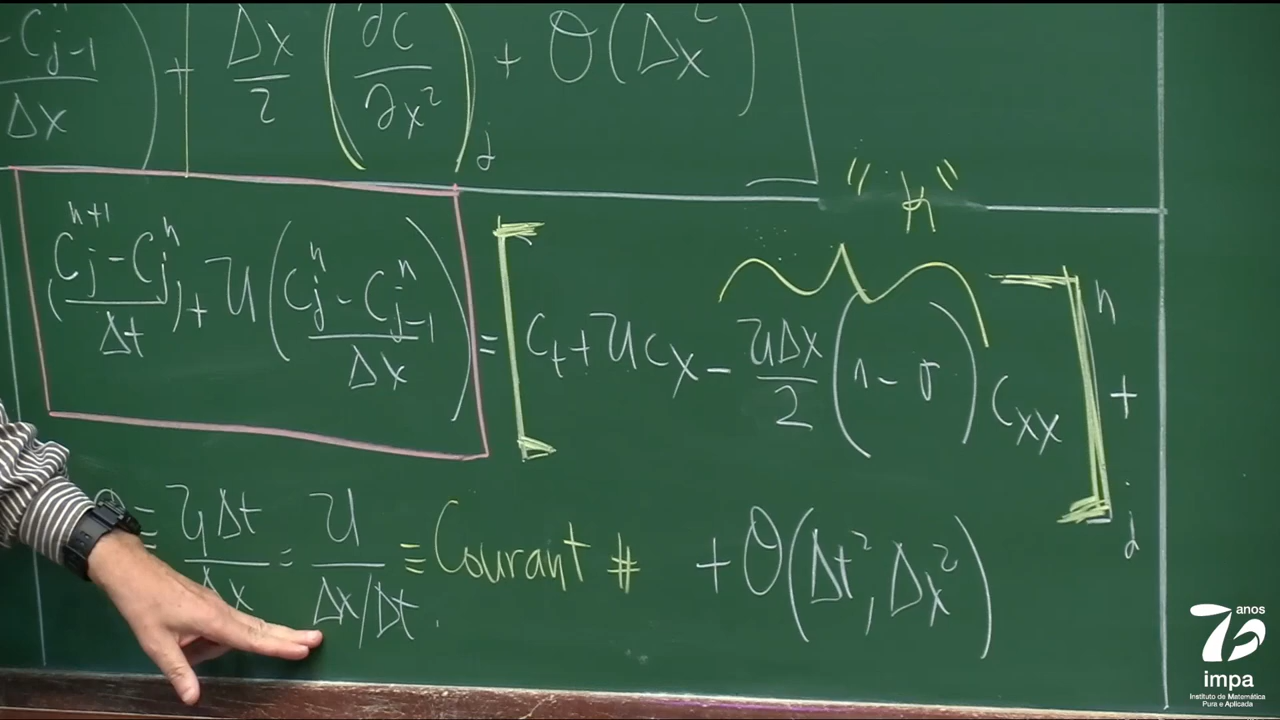 - C_{j-1} / Δx ) + Δx/2 ( ∂c/∂x² )_j + O(Δx²)
"κ"
(C_j^{n+1} - C_j^n / Δt) + U ( C_j^n - C_{j-1}^n / Δx ) = [ C_t + U C_x - UΔx/2 (1 - σ) C_xx ]_j^n +
= UΔt/Δx = U / Δx/Δt = Courant # + O(Δt², Δx²)
75 anos
impa
Instituto de Matemática
Pura e Aplicada